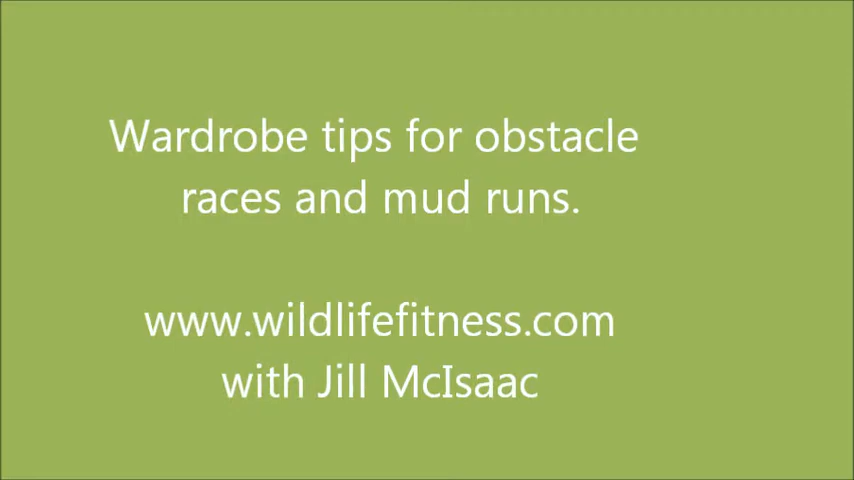 Wardrobe tips for obstacle
races and mud runs.
www.wildlifefitness.com
with Jill McIsaac